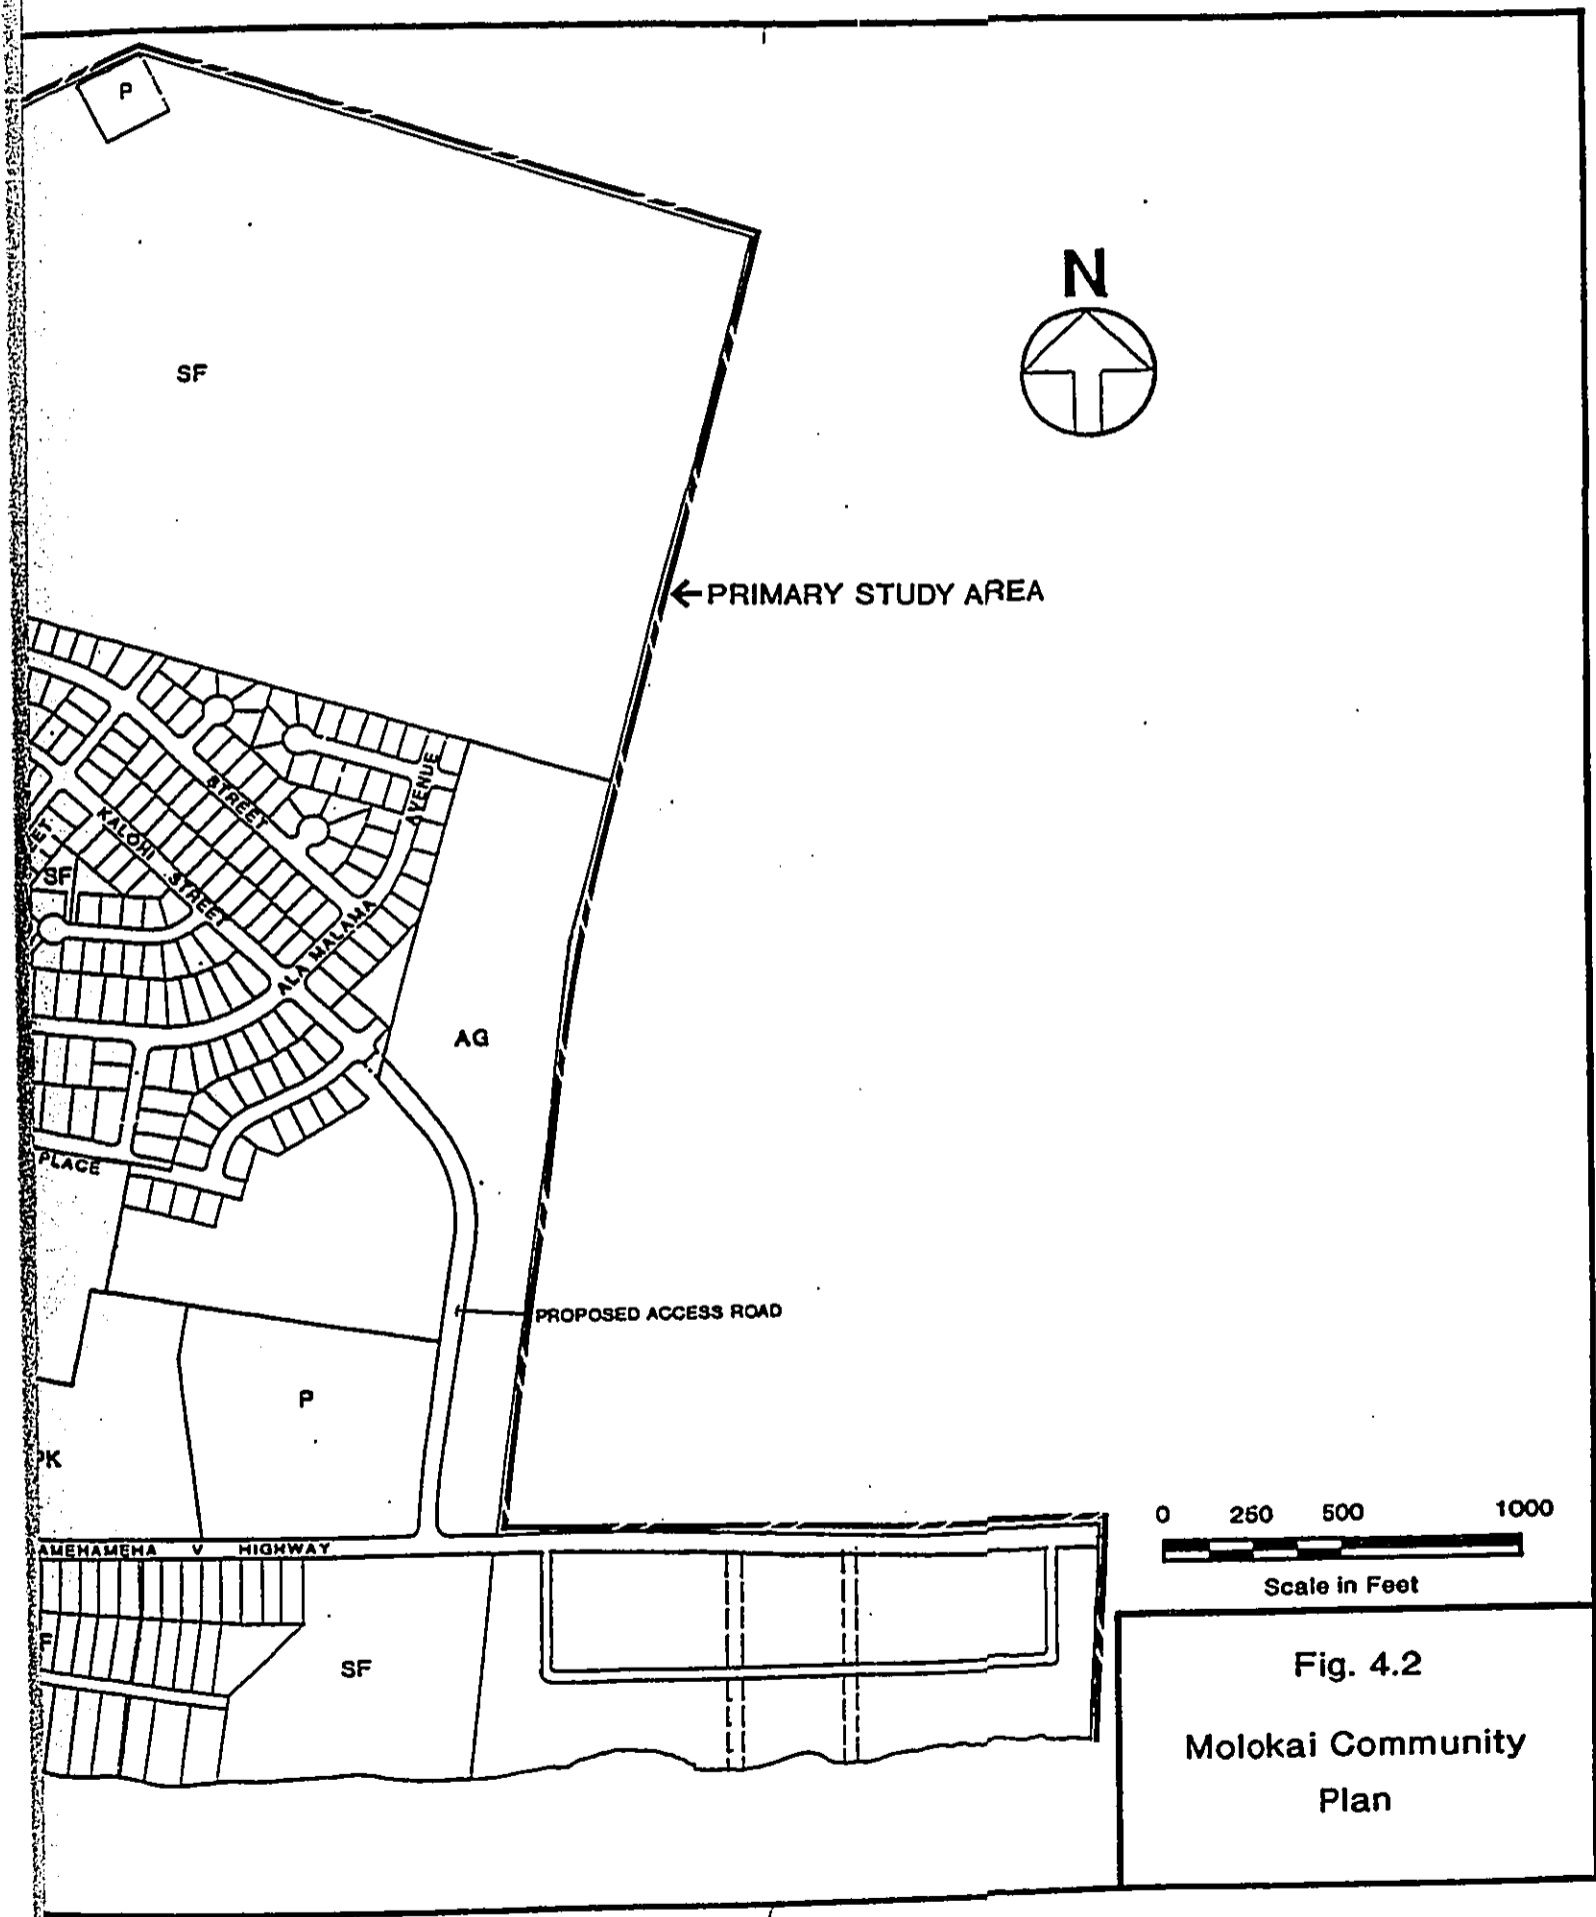 P
N
SF
PRIMARY STUDY AREA
AVENUE
STREET
KALOHI STREET
SF
ALA MALAMA
AG
PLACE
PROPOSED ACCESS ROAD
P
PK
0 250 500 1000
AMEHAMEHA V HIGHWAY
Scale in Feet
F
SF
Fig. 4.2
Molokai Community
Plan